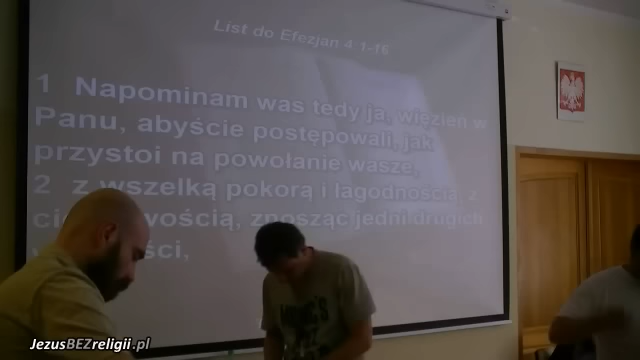 List do Efezjan 4:1-16
1 Napominam was tedy ja, więzień w
Panu, abyście postępowali, jak
przystoi na powołanie wasze,
2 z wszelką pokorą i łagodnością, z
wością, znosząc jedni drugich
ści,
JezusBEZreligii.pl